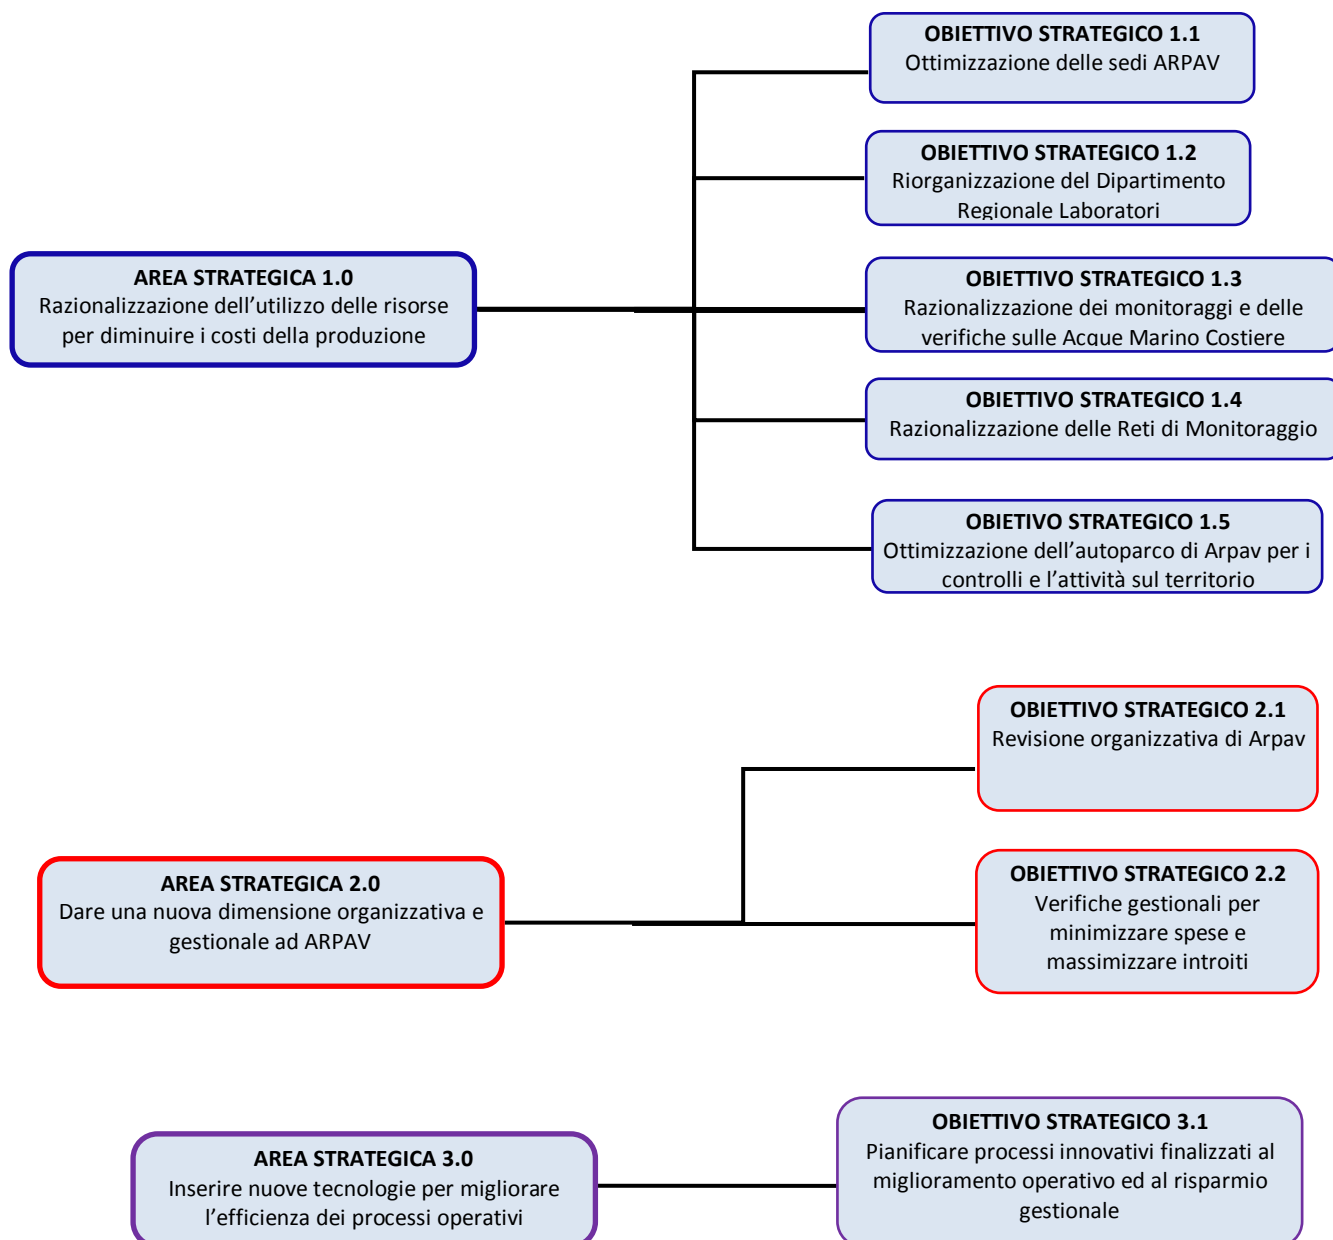 OBIETTIVO STRATEGICO 1.1
Ottimizzazione delle sedi ARPAV
OBIETTIVO STRATEGICO 1.2
Riorganizzazione del Dipartimento
Regionale Laboratori
AREA STRATEGICA 1.0
Razionalizzazione dell’utilizzo delle risorse
per diminuire i costi della produzione
OBIETTIVO STRATEGICO 1.3
Razionalizzazione dei monitoraggi e delle
verifiche sulle Acque Marino Costiere
OBIETTIVO STRATEGICO 1.4
Razionalizzazione delle Reti di Monitoraggio
OBIETIVO STRATEGICO 1.5
Ottimizzazione dell’autoparco di Arpav per i
controlli e l’attività sul territorio
OBIETTIVO STRATEGICO 2.1
Revisione organizzativa di Arpav
AREA STRATEGICA 2.0
Dare una nuova dimensione organizzativa e
gestionale ad ARPAV
OBIETTIVO STRATEGICO 2.2
Verifiche gestionali per
minimizzare spese e
massimizzare introiti
AREA STRATEGICA 3.0
Inserire nuove tecnologie per migliorare
l’efficienza dei processi operativi
OBIETTIVO STRATEGICO 3.1
Pianificare processi innovativi finalizzati al
miglioramento operativo ed al risparmio
gestionale